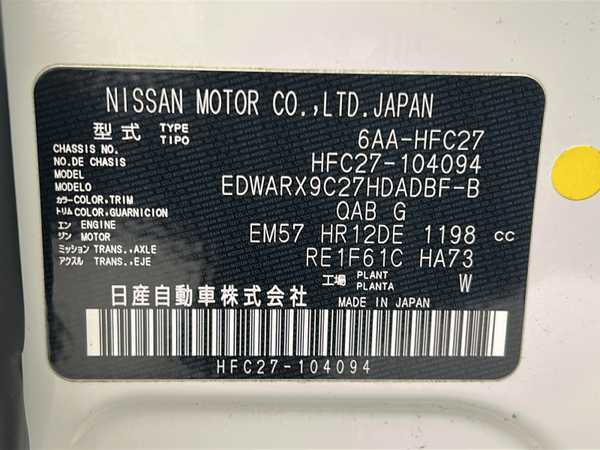 NISSAN MOTOR CO.,LTD.JAPAN
型式 TYPE TIPO 6AA-HFC27
CHASSIS NO.
NO.DE CHASSIS HFC27-104094
MODEL
MODELO EDWARX9C27HDADBF-B
カラー COLOR,TRIM
トリム COLOR,GUARNICION QAB G
エン ENGINE
ジン MOTOR EM57 HR12DE 1198 cc
ミッション TRANS.,AXLE
アクスル TRANS.,EJE RE1F61C HA73
工場 PLANT PLANTA W
日産自動車株式会社 MADE IN JAPAN
HFC27-104094